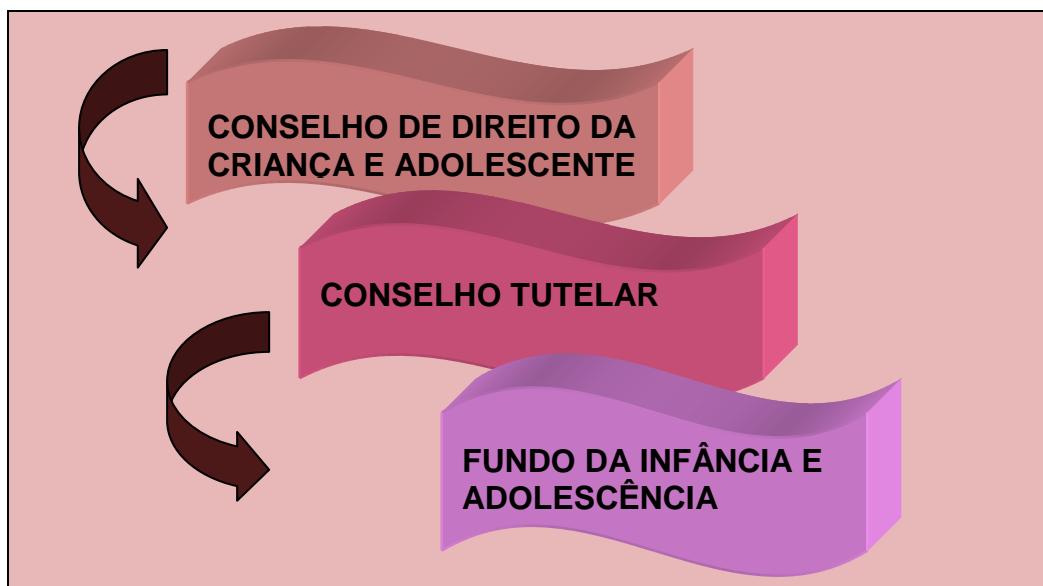 CONSELHO DE DIREITO DA
CRIANÇA E ADOLESCENTE
CONSELHO TUTELAR
FUNDO DA INFÂNCIA E
ADOLESCÊNCIA